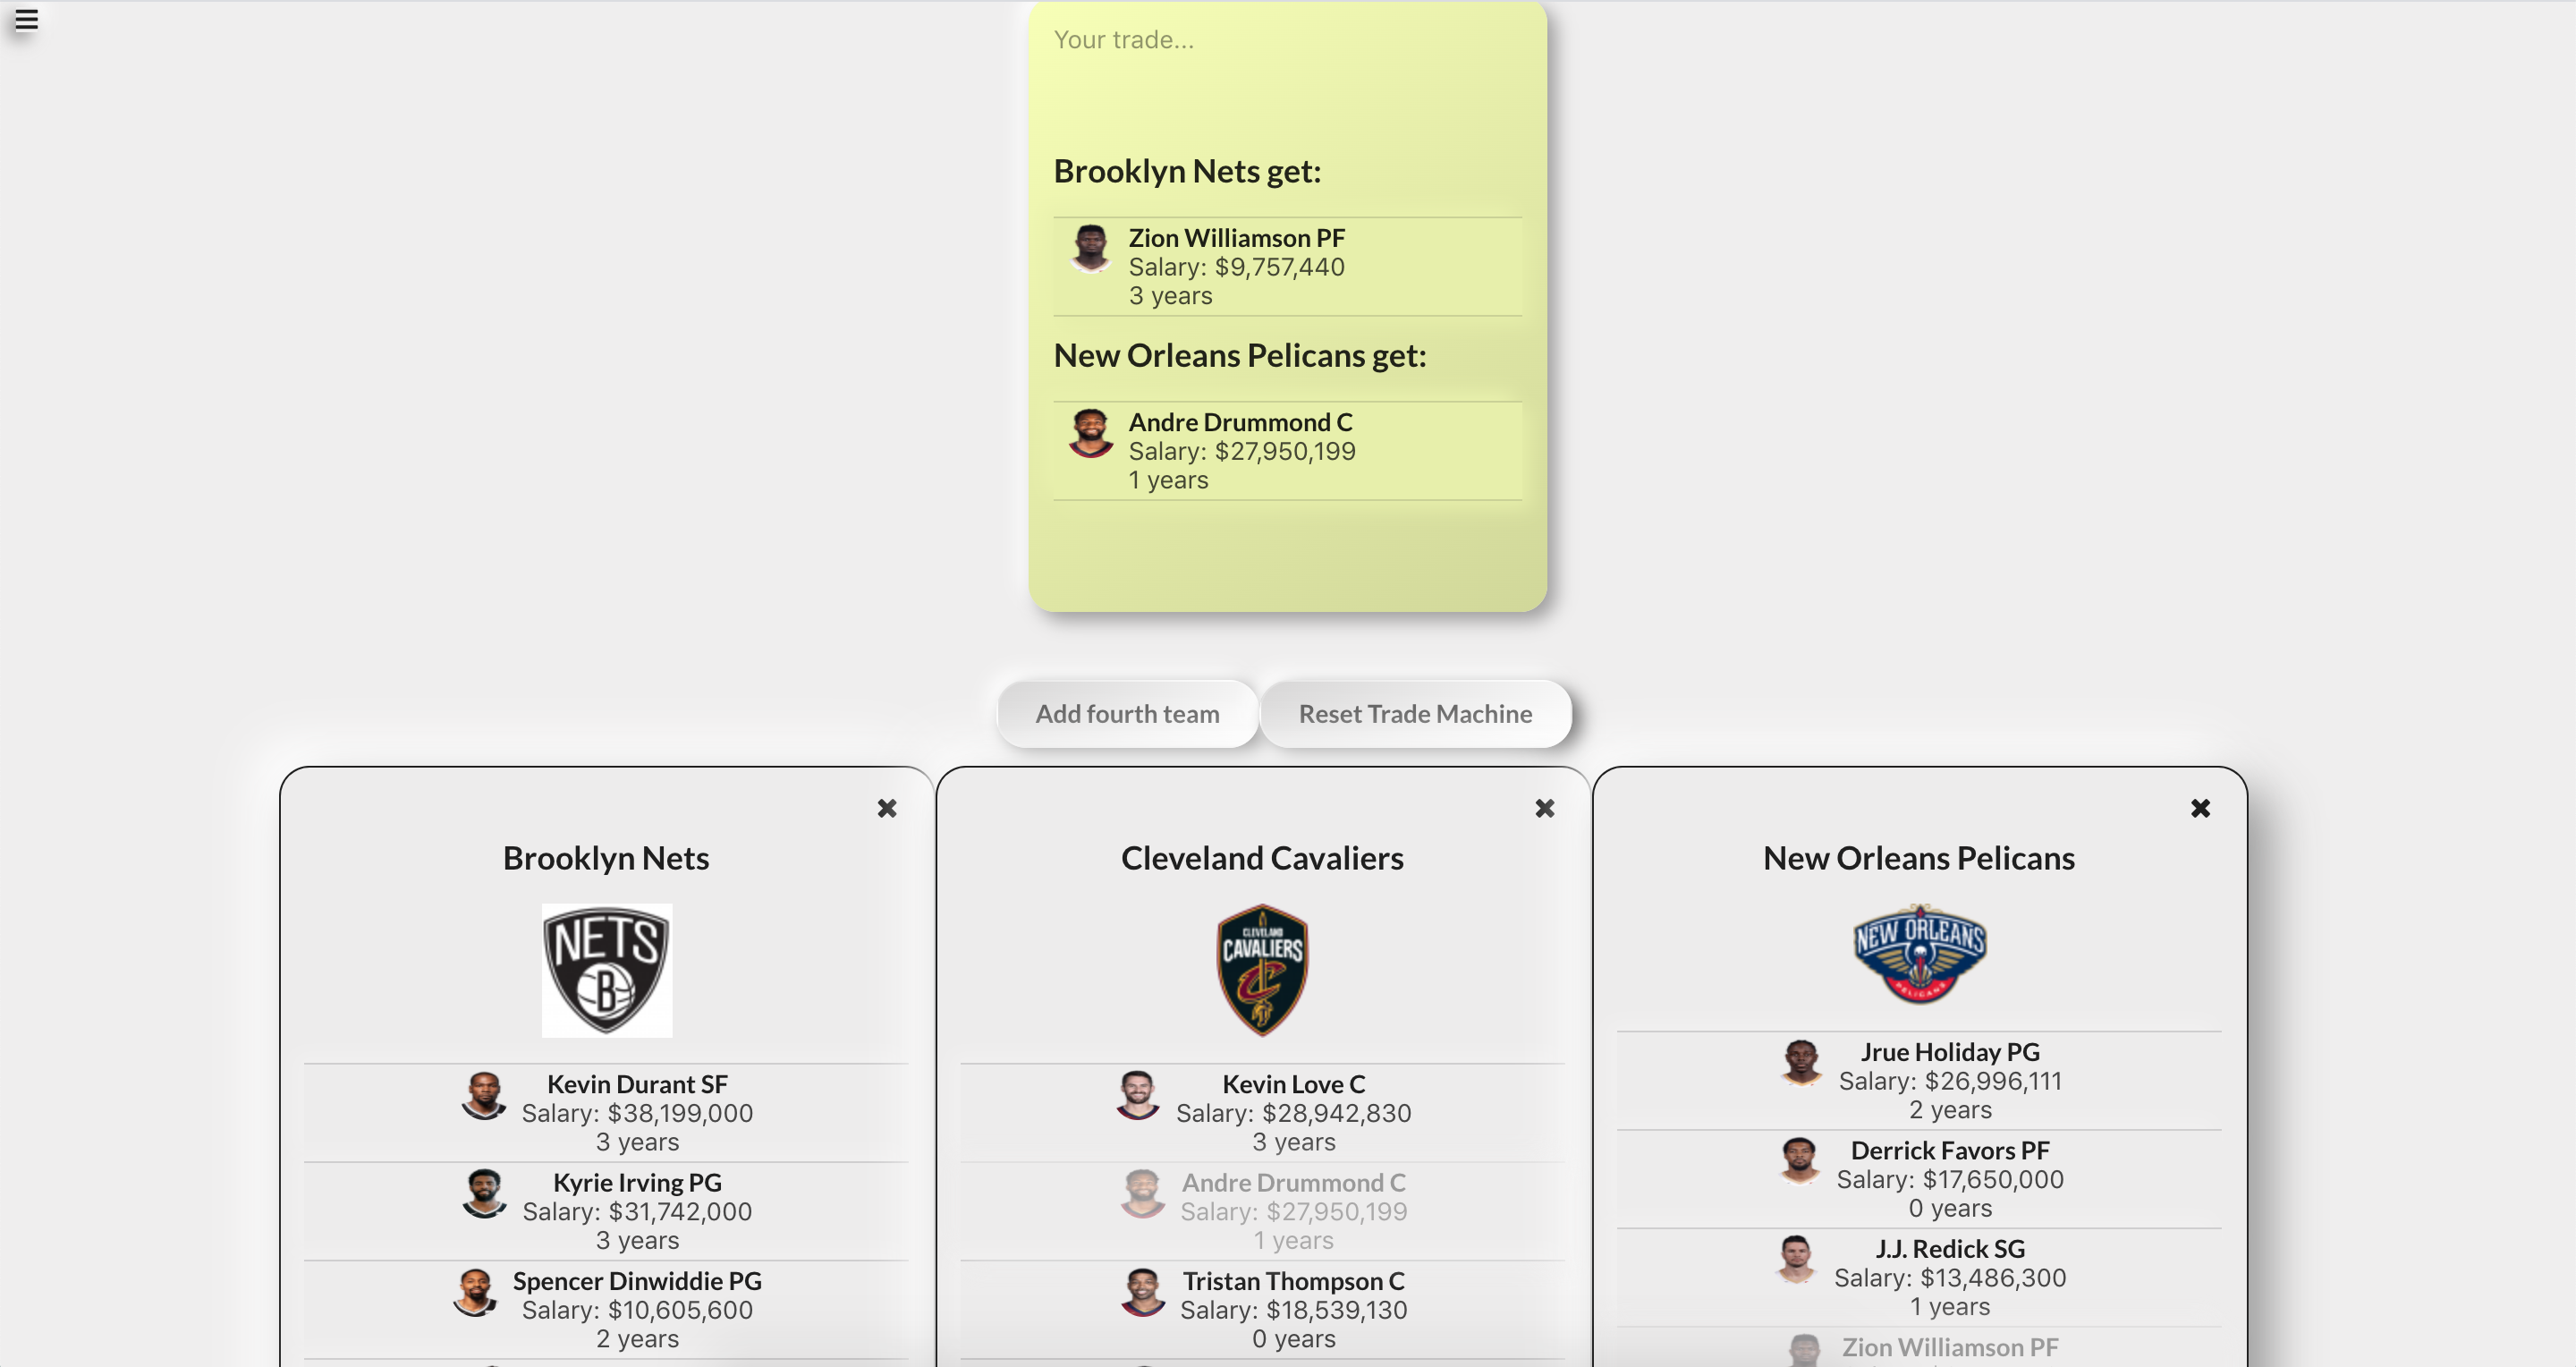 Your trade...
Brooklyn Nets get:
Zion Williamson PF
Salary: $9,757,440
3 years
New Orleans Pelicans get:
Andre Drummond C
Salary: $27,950,199
1 years
Add fourth team
Reset Trade Machine
Brooklyn Nets
NETS
B
Kevin Durant SF
Salary: $38,199,000
3 years
Kyrie Irving PG
Salary: $31,742,000
3 years
Spencer Dinwiddie PG
Salary: $10,605,600
2 years
Cleveland Cavaliers
CLEVELAND
CAVALIERS
C
Kevin Love C
Salary: $28,942,830
3 years
Andre Drummond C
Salary: $27,950,199
1 years
Tristan Thompson C
Salary: $18,539,130
0 years
New Orleans Pelicans
NEW ORLEANS
PELICANS
Jrue Holiday PG
Salary: $26,996,111
2 years
Derrick Favors PF
Salary: $17,650,000
0 years
J.J. Redick SG
Salary: $13,486,300
1 years
Zion Williamson PF